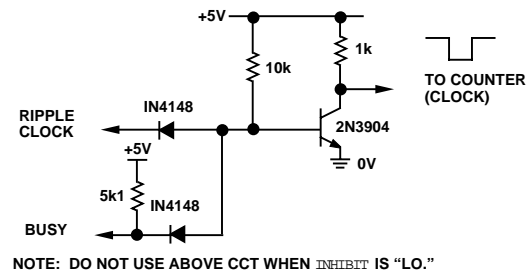 +5V
10k
1k
TO COUNTER
(CLOCK)
RIPPLE
CLOCK
IN4148
2N3904
+5V
0V
5k1
IN4148
BUSY
NOTE: DO NOT USE ABOVE CCT WHEN INHIBIT IS “LO.”